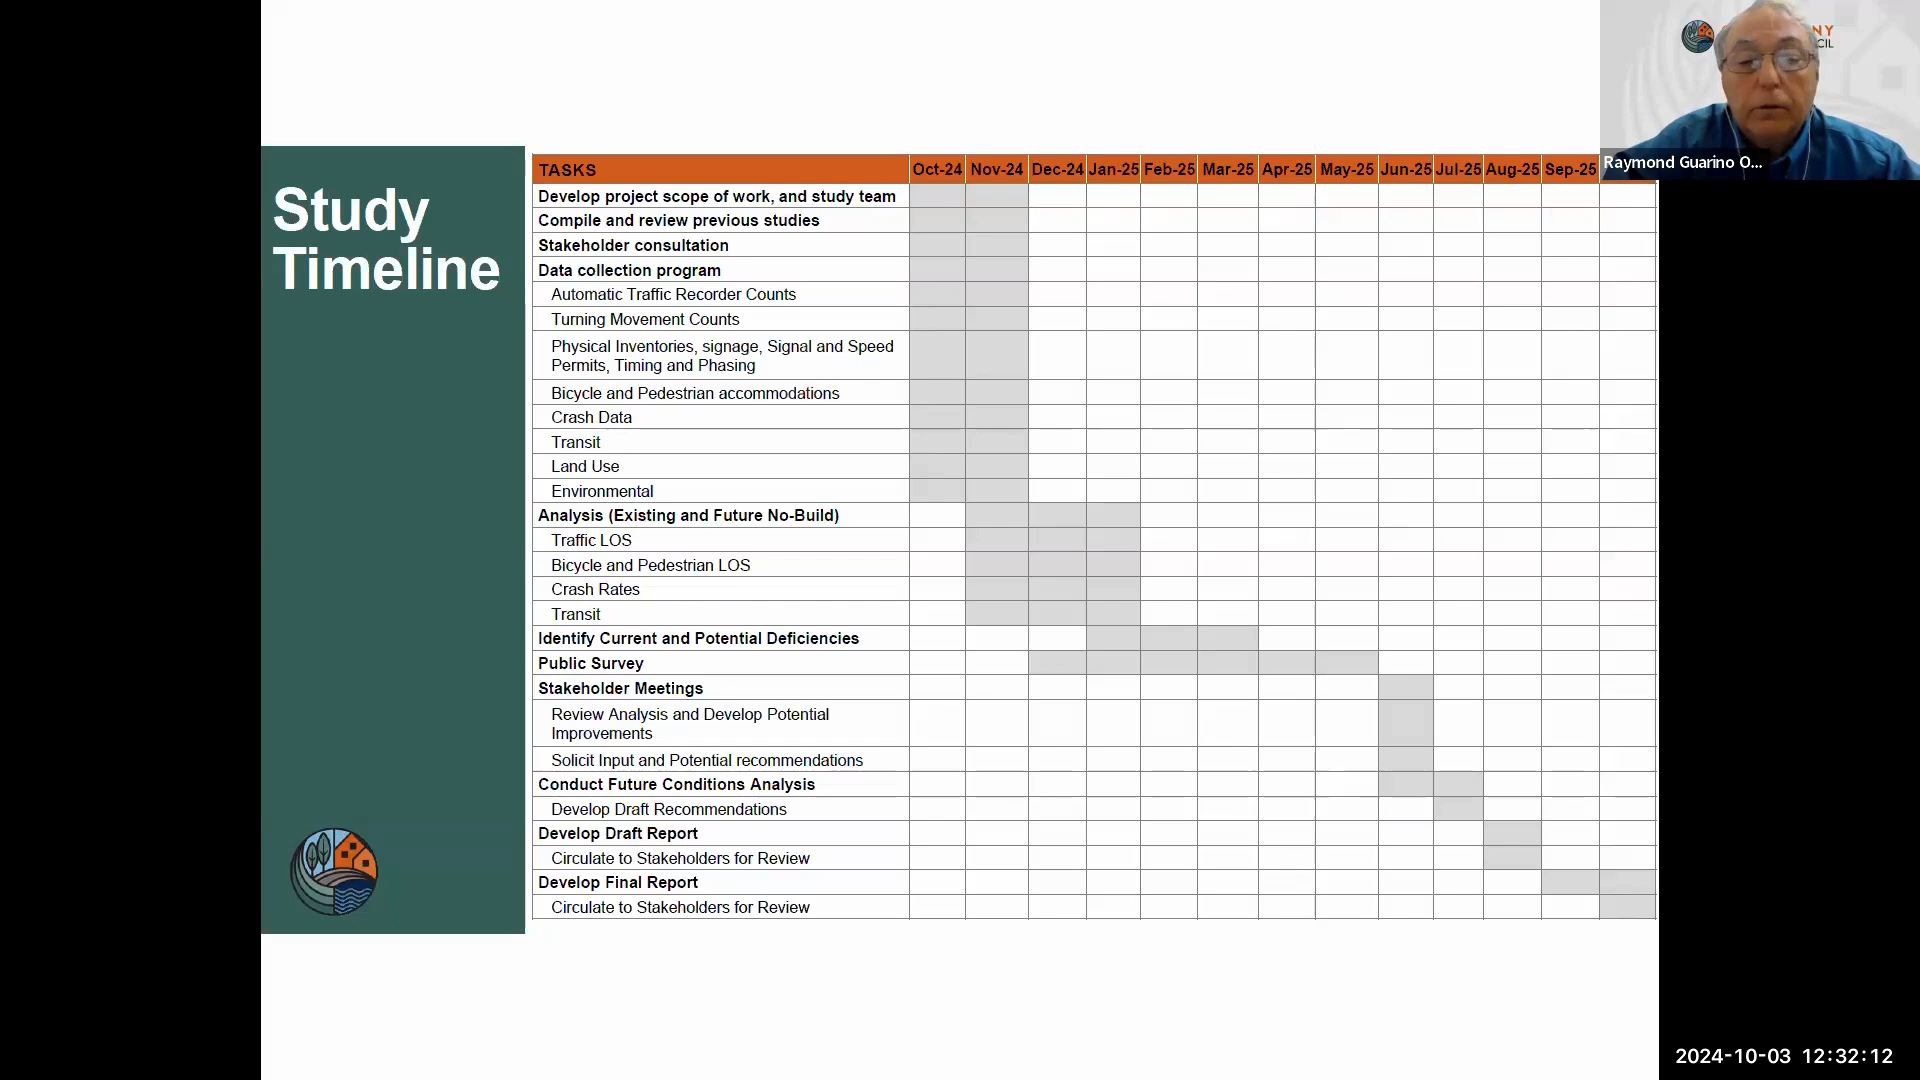 NY
CIL
Raymond Guarino O...
Study
Timeline
TASKS Oct-24 Nov-24 Dec-24 Jan-25 Feb-25 Mar-25 Apr-25 May-25 Jun-25 Jul-25 Aug-25 Sep-25
Develop project scope of work, and study team
Compile and review previous studies
Stakeholder consultation
Data collection program
Automatic Traffic Recorder Counts
Turning Movement Counts
Physical Inventories, signage, Signal and Speed
Permits, Timing and Phasing
Bicycle and Pedestrian accommodations
Crash Data
Transit
Land Use
Environmental
Analysis (Existing and Future No-Build)
Traffic LOS
Bicycle and Pedestrian LOS
Crash Rates
Transit
Identify Current and Potential Deficiencies
Public Survey
Stakeholder Meetings
Review Analysis and Develop Potential
Improvements
Solicit Input and Potential recommendations
Conduct Future Conditions Analysis
Develop Draft Recommendations
Develop Draft Report
Circulate to Stakeholders for Review
Develop Final Report
Circulate to Stakeholders for Review
2024-10-03 12:32:12